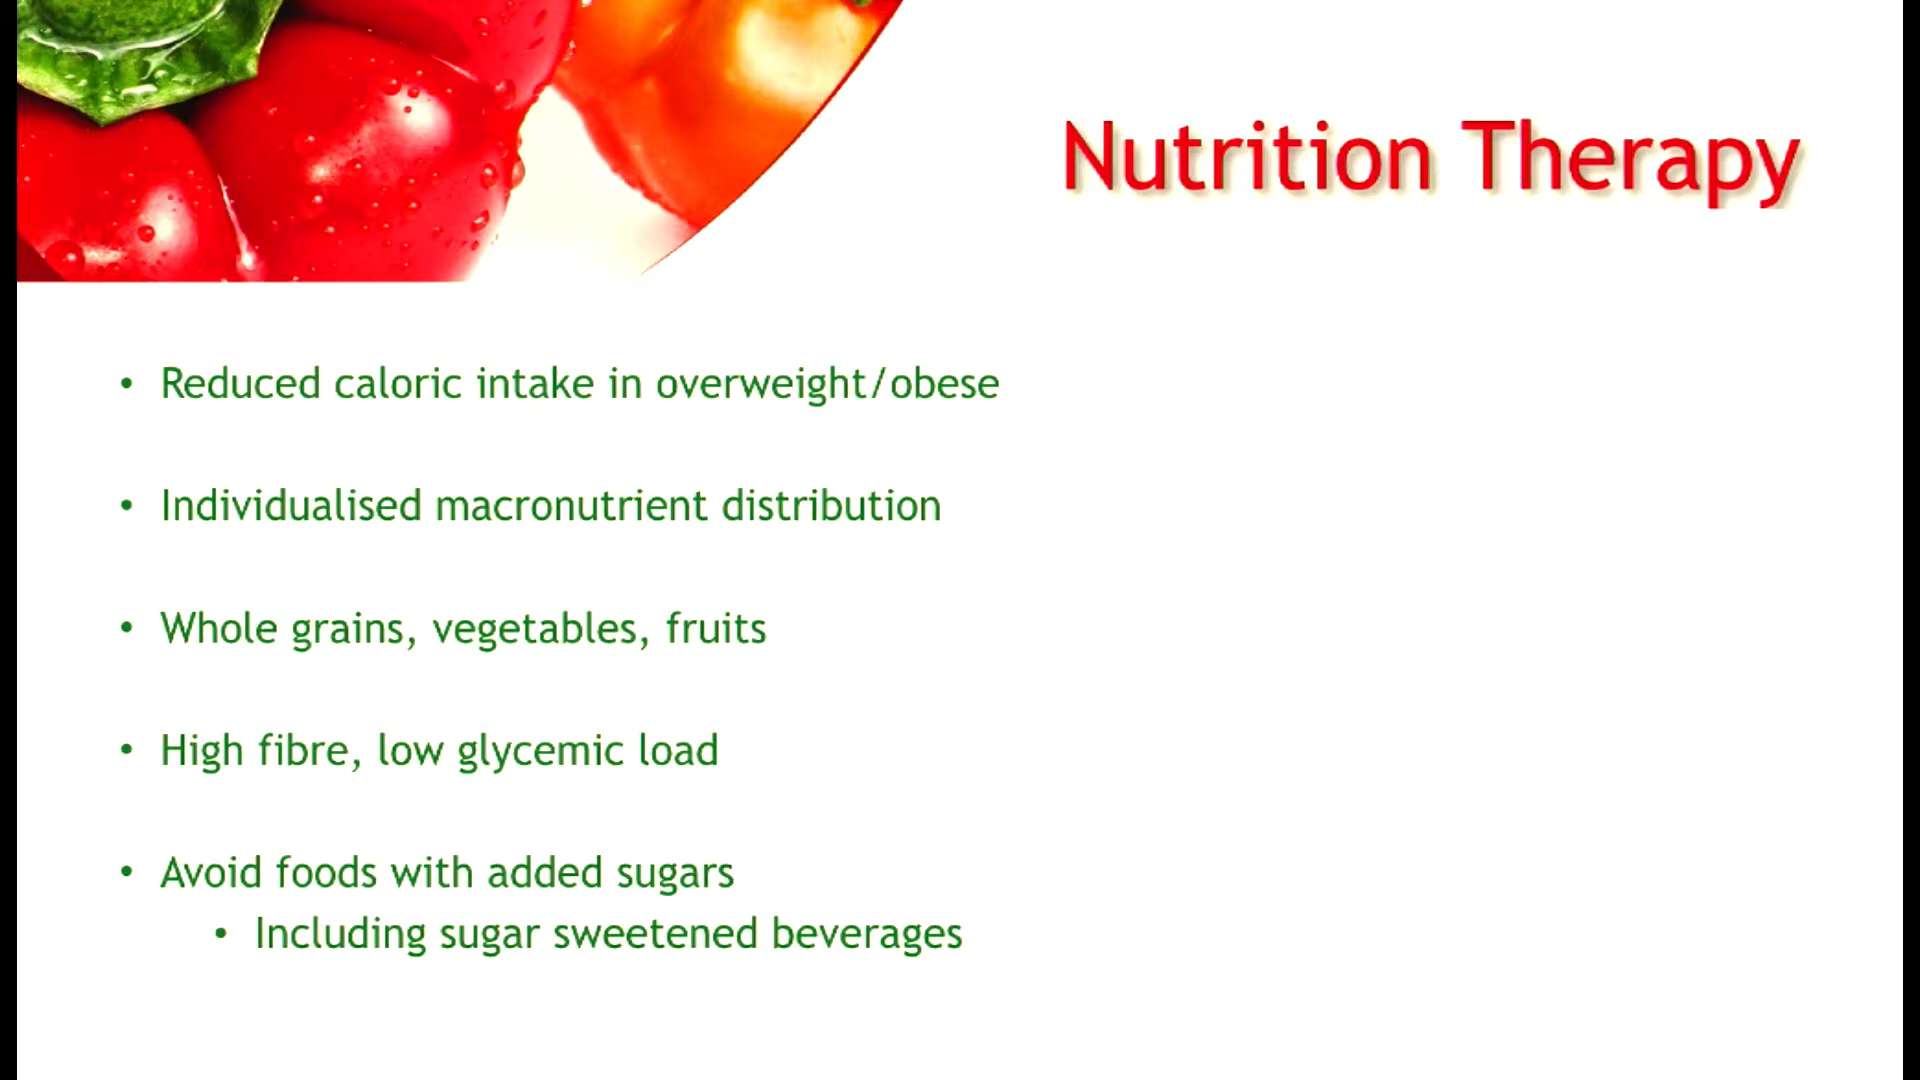 Nutrition Therapy
• Reduced caloric intake in overweight/obese
• Individualised macronutrient distribution
• Whole grains, vegetables, fruits
• High fibre, low glycemic load
• Avoid foods with added sugars
• Including sugar sweetened beverages